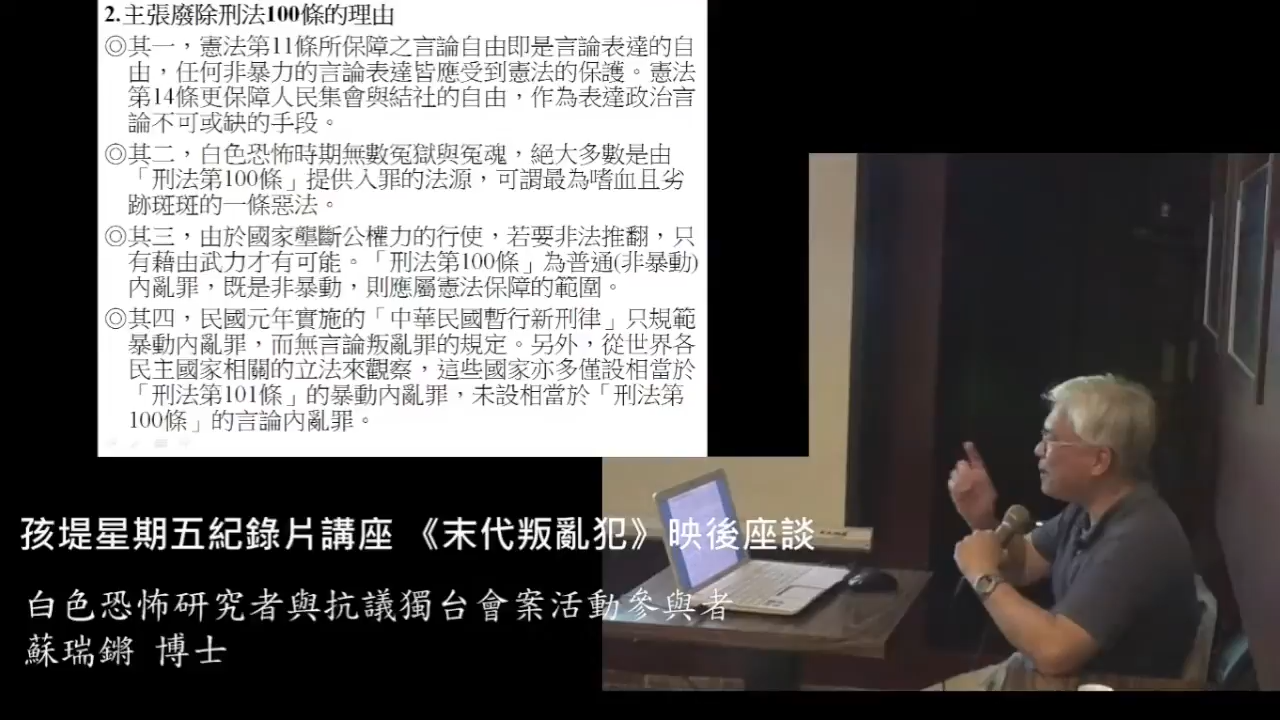 2.主張廢除刑法100條的理由
◎其一，憲法第11條所保障之言論自由即是言論表達的自
由，任何非暴力的言論表達皆應受到憲法的保護。憲法
第14條更保障人民集會與結社的自由，作為表達政治言
論不可或缺的手段。
◎其二，白色恐怖時期無數冤獄與冤魂，絕大多數是由
「刑法第100條」提供入罪的法源，可謂最為嗜血且劣
跡斑斑的一條惡法。
◎其三，由於國家壟斷公權力的行使，若要非法推翻，只
有藉由武力才有可能。「刑法第100條」為普通(非暴動)
內亂罪，既是非暴動，則應屬憲法保障的範圍。
◎其四，民國元年實施的「中華民國暫行新刑律」只規範
暴動內亂罪，而無言論叛亂罪的規定。另外，從世界各
民主國家相關的立法來觀察，這些國家亦多僅設相當於
「刑法第101條」的暴動內亂罪，未設相當於「刑法第
100條」的言論內亂罪。
孩堤星期五紀錄片講座 《末代叛亂犯》映後座談
白色恐怖研究者與抗議獨台會案活動參與者
蘇瑞鏘 博士